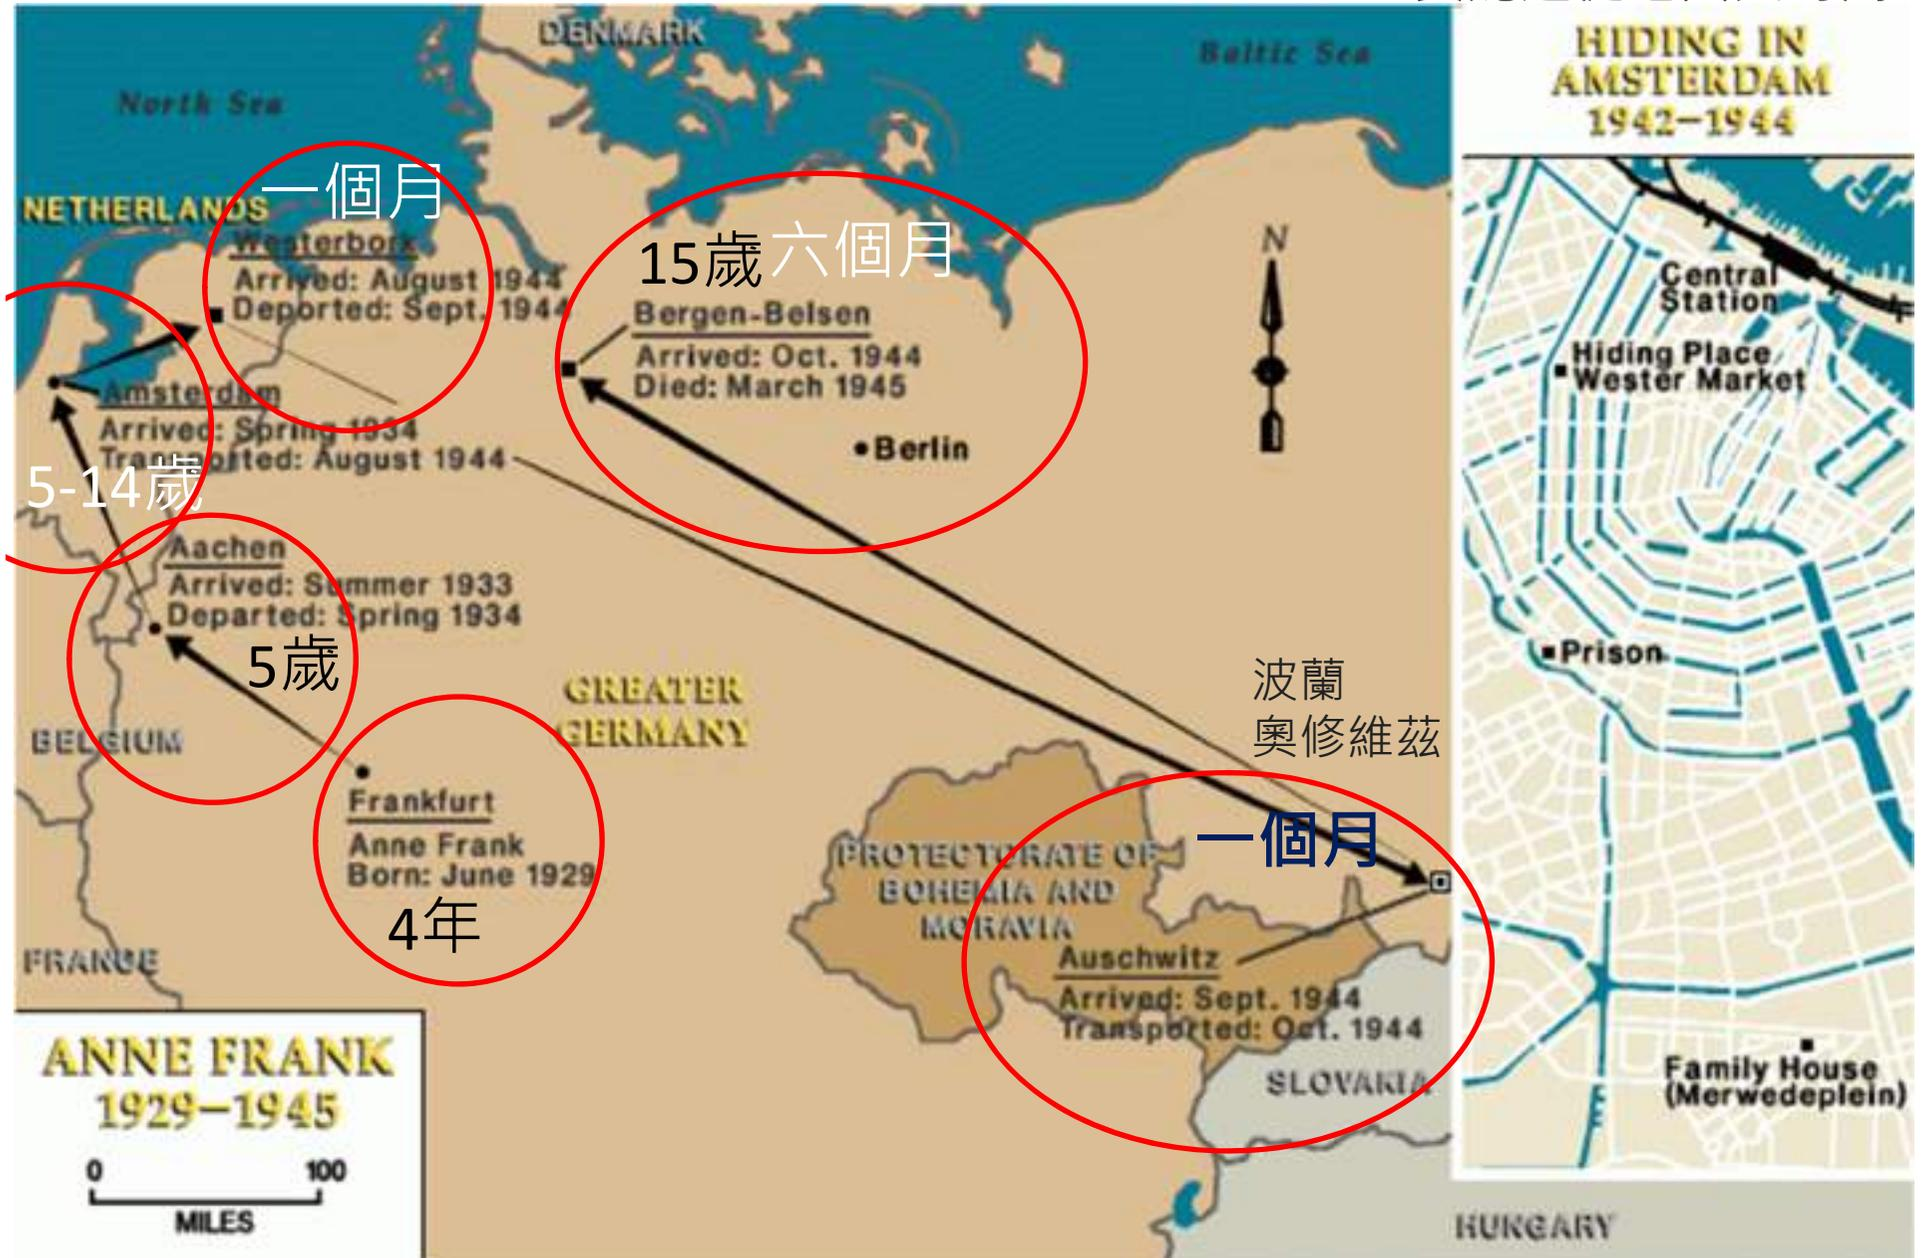 DENMARK
Baltic Sea
North Sea
HIDING IN
AMSTERDAM
1942–1944
NETHERLANDS
一個月
Westerbork
Arrived: August 1944
Deported: Sept. 1944
15歲 六個月
Bergen-Belsen
Arrived: Oct. 1944
Died: March 1945
Berlin
N
Amsterdam
Arrived: Spring 1934
Transported: August 1944
5-14歲
Aachen
Arrived: Summer 1933
Departed: Spring 1934
5歲
GREATER
GERMANY
BELGIUM
Frankfurt
Anne Frank
Born: June 1929
4年
FRANCE
波蘭
奧修維茲
一個月
PROTECTORATE OF
BOHEMIA AND
MORAVIA
Auschwitz
Arrived: Sept. 1944
Transported: Oct. 1944
SLOVAKIA
HUNGARY
ANNE FRANK
1929–1945
0 100
MILES
Central
Station
Hiding Place
Wester Market
Prison
Family House
(Merwedeplein)